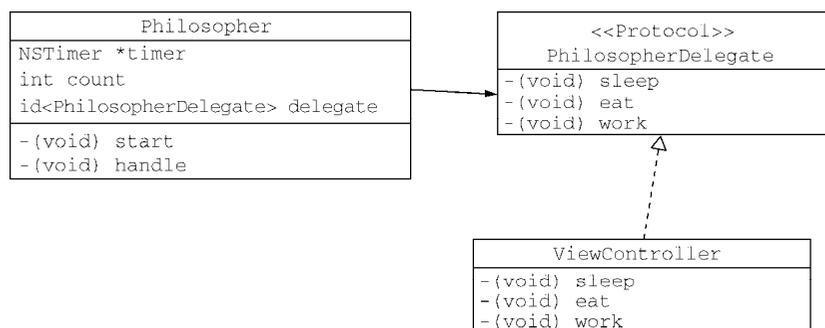 Philosopher
NSTimer *timer
int count
id<PhilosopherDelegate> delegate
-(void) start
-(void) handle
<<Protocol>>
PhilosopherDelegate
-(void) sleep
-(void) eat
-(void) work
ViewController
-(void) sleep
-(void) eat
-(void) work